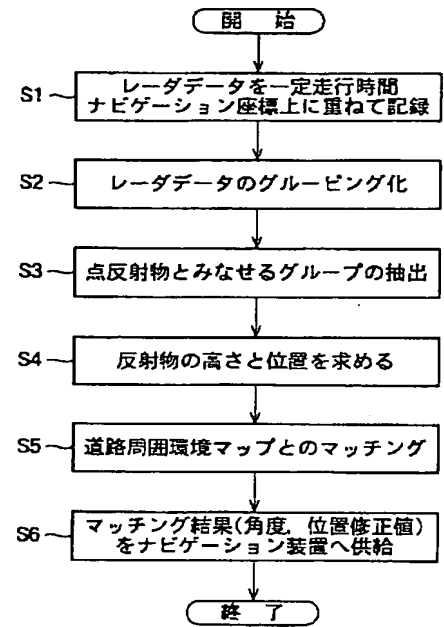 開 始
S1 レーダデータを一定走行時間
ナビゲーション座標上に重ねて記録
S2 レーダデータのグルーピング化
S3 点反射物とみなせるグループの抽出
S4 反射物の高さと位置を求める
S5 道路周囲環境マップとのマッチング
S6 マッチング結果(角度,位置修正値)
をナビゲーション装置へ供給
終 了